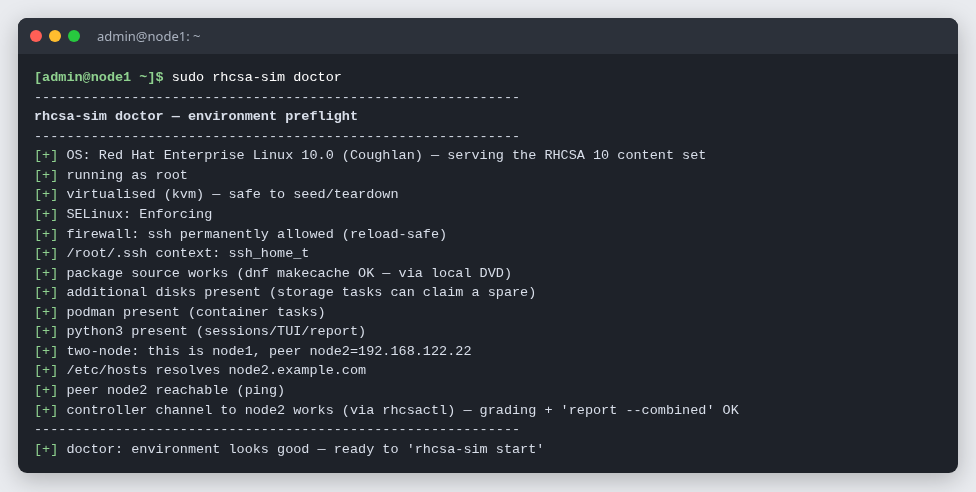 admin@node1: ~
[admin@node1 ~]$ sudo rhcsa-sim doctor
------------------------------------------------------------
rhcsa-sim doctor — environment preflight
------------------------------------------------------------
[+] OS: Red Hat Enterprise Linux 10.0 (Coughlan) — serving the RHCSA 10 content set
[+] running as root
[+] virtualised (kvm) — safe to seed/teardown
[+] SELinux: Enforcing
[+] firewall: ssh permanently allowed (reload-safe)
[+] /root/.ssh context: ssh_home_t
[+] package source works (dnf makecache OK — via local DVD)
[+] additional disks present (storage tasks can claim a spare)
[+] podman present (container tasks)
[+] python3 present (sessions/TUI/report)
[+] two-node: this is node1, peer node2=192.168.122.22
[+] /etc/hosts resolves node2.example.com
[+] peer node2 reachable (ping)
[+] controller channel to node2 works (via rhcsactl) — grading + 'report --combined' OK
------------------------------------------------------------
[+] doctor: environment looks good — ready to 'rhcsa-sim start'